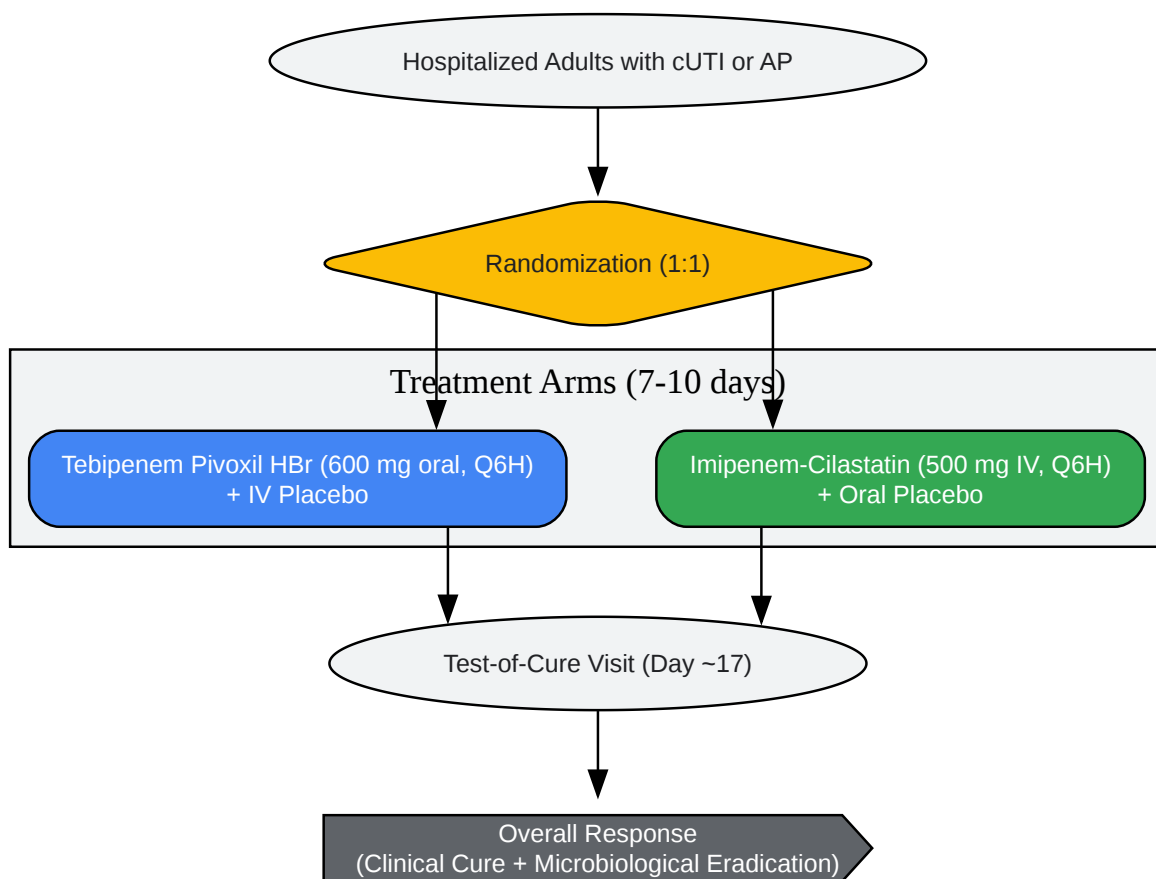 Hospitalized Adults with cUTI or AP
Randomization (1:1)
Treatment Arms (7-10 days)
Tebipenem Pivoxil HBr (600 mg oral, Q6H)
+ IV Placebo
Imipenem-Cilastatin (500 mg IV, Q6H)
+ Oral Placebo
Test-of-Cure Visit (Day ~17)
Overall Response
(Clinical Cure + Microbiological Eradication)